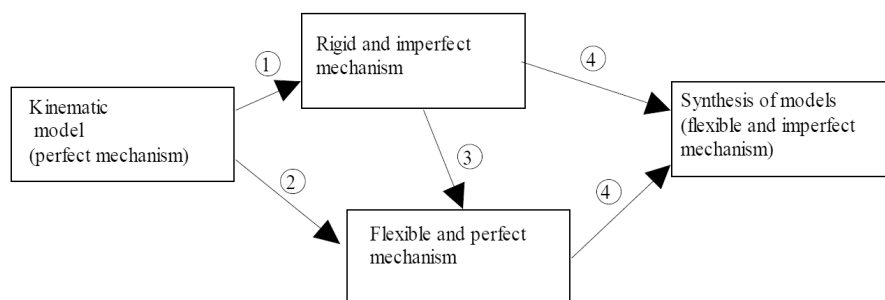 Rigid and imperfect
mechanism
1
4
Kinematic
model
(perfect mechanism)
Synthesis of models
(flexible and imperfect
mechanism)
3
2
4
Flexible and perfect
mechanism